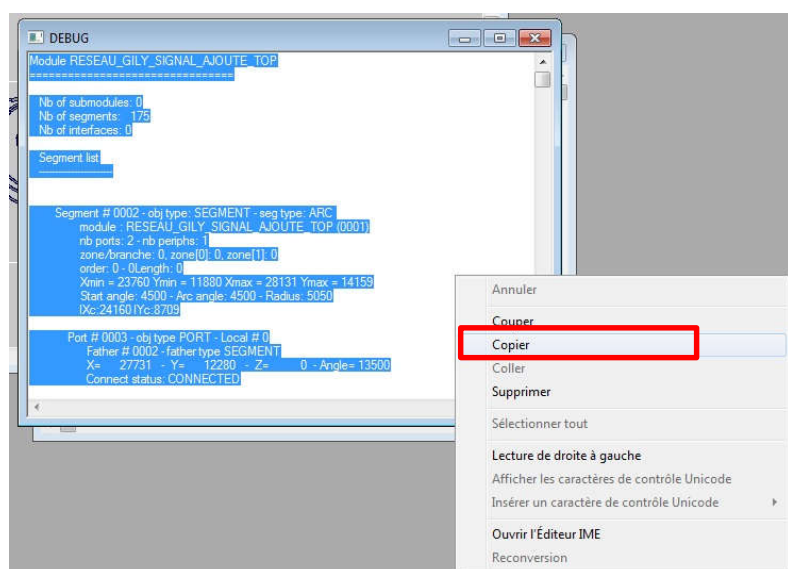 DEBUG
Module RESEAU_GILY_SIGNAL_AJOUTE_TOP
================================
Nb of submodules: 0
Nb of segments: 175
Nb of interfaces: 0
Segment list
--------------------
Segment # 0002 - obj type: SEGMENT - seg type: ARC
module : RESEAU_GILY_SIGNAL_AJOUTE_TOP (0001)
nb ports: 2 - nb periphs: 1
zone/branche: 0, zone[0]: 0, zone[1]: 0
order: 0 - 0Length: 0
Xmin = 23760 Ymin = 11880 Xmax = 28131 Ymax = 14159
Start angle: 4500 - Arc angle: 4500 - Radius: 5050
IXc:24160 IYc:8709
Port # 0003 - obj type PORT - Local # 0
Father # 0002 - father type SEGMENT
X= 27731 - Y= 12280 - Z= 0 - Angle= 13500
Connect status: CONNECTED
Annuler
Couper
Copier
Coller
Supprimer
Sélectionner tout
Lecture de droite à gauche
Afficher les caractères de contrôle Unicode
Insérer un caractère de contrôle Unicode
Ouvrir l'Éditeur IME
Reconversion